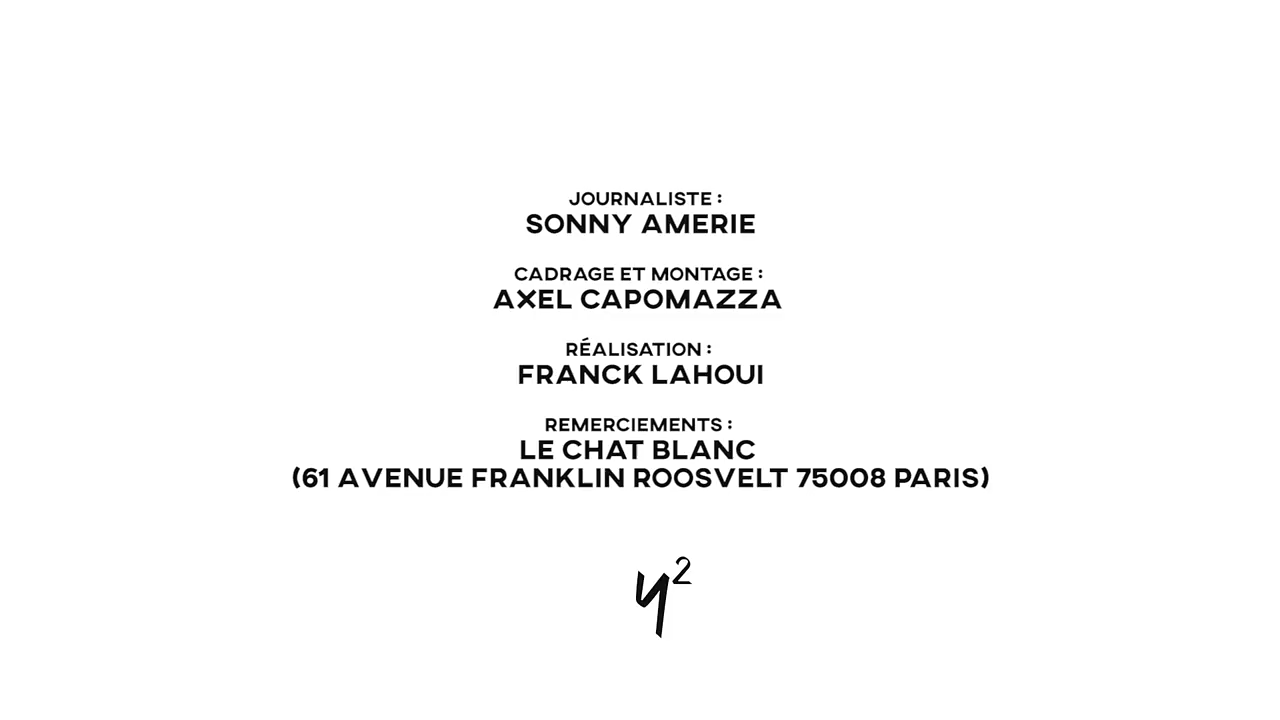 JOURNALISTE :
SONNY AMERIE
CADRAGE ET MONTAGE :
AXEL CAPOMAZZA
RÉALISATION :
FRANCK LAHOUI
REMERCIEMENTS :
LE CHAT BLANC
(61 AVENUE FRANKLIN ROOSVELT 75008 PARIS)
y²